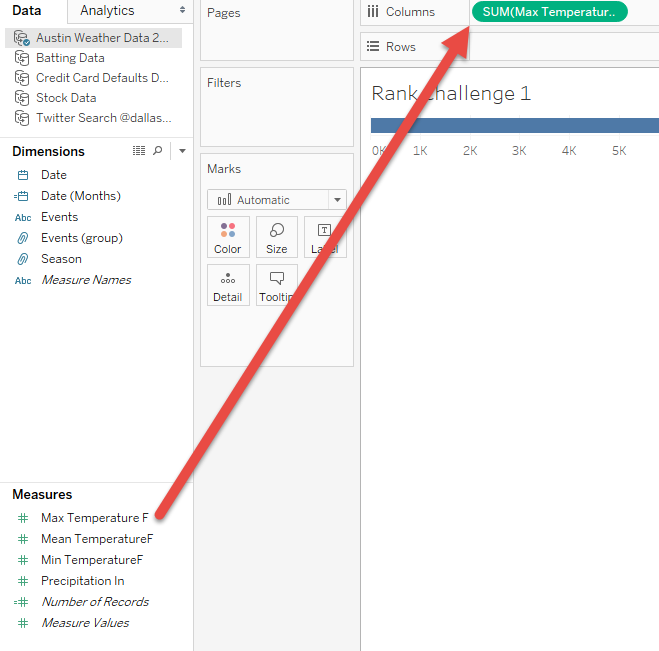 Data
Analytics
Austin Weather Data 2...
Batting Data
Credit Card Defaults D...
Stock Data
Twitter Search @dallas...
Dimensions
Date
Date (Months)
Abc Events
Events (group)
Season
Abc Measure Names
Measures
# Max Temperature F
# Mean TemperatureF
# Min TemperatureF
# Precipitation In
=# Number of Records
# Measure Values
Pages
Filters
Marks
Automatic
Color
Size
Label
Detail
Tooltip
Columns
SUM(Max Temperatur..
Rows
Rank Challenge 1
0K 1K 2K 3K 4K 5K